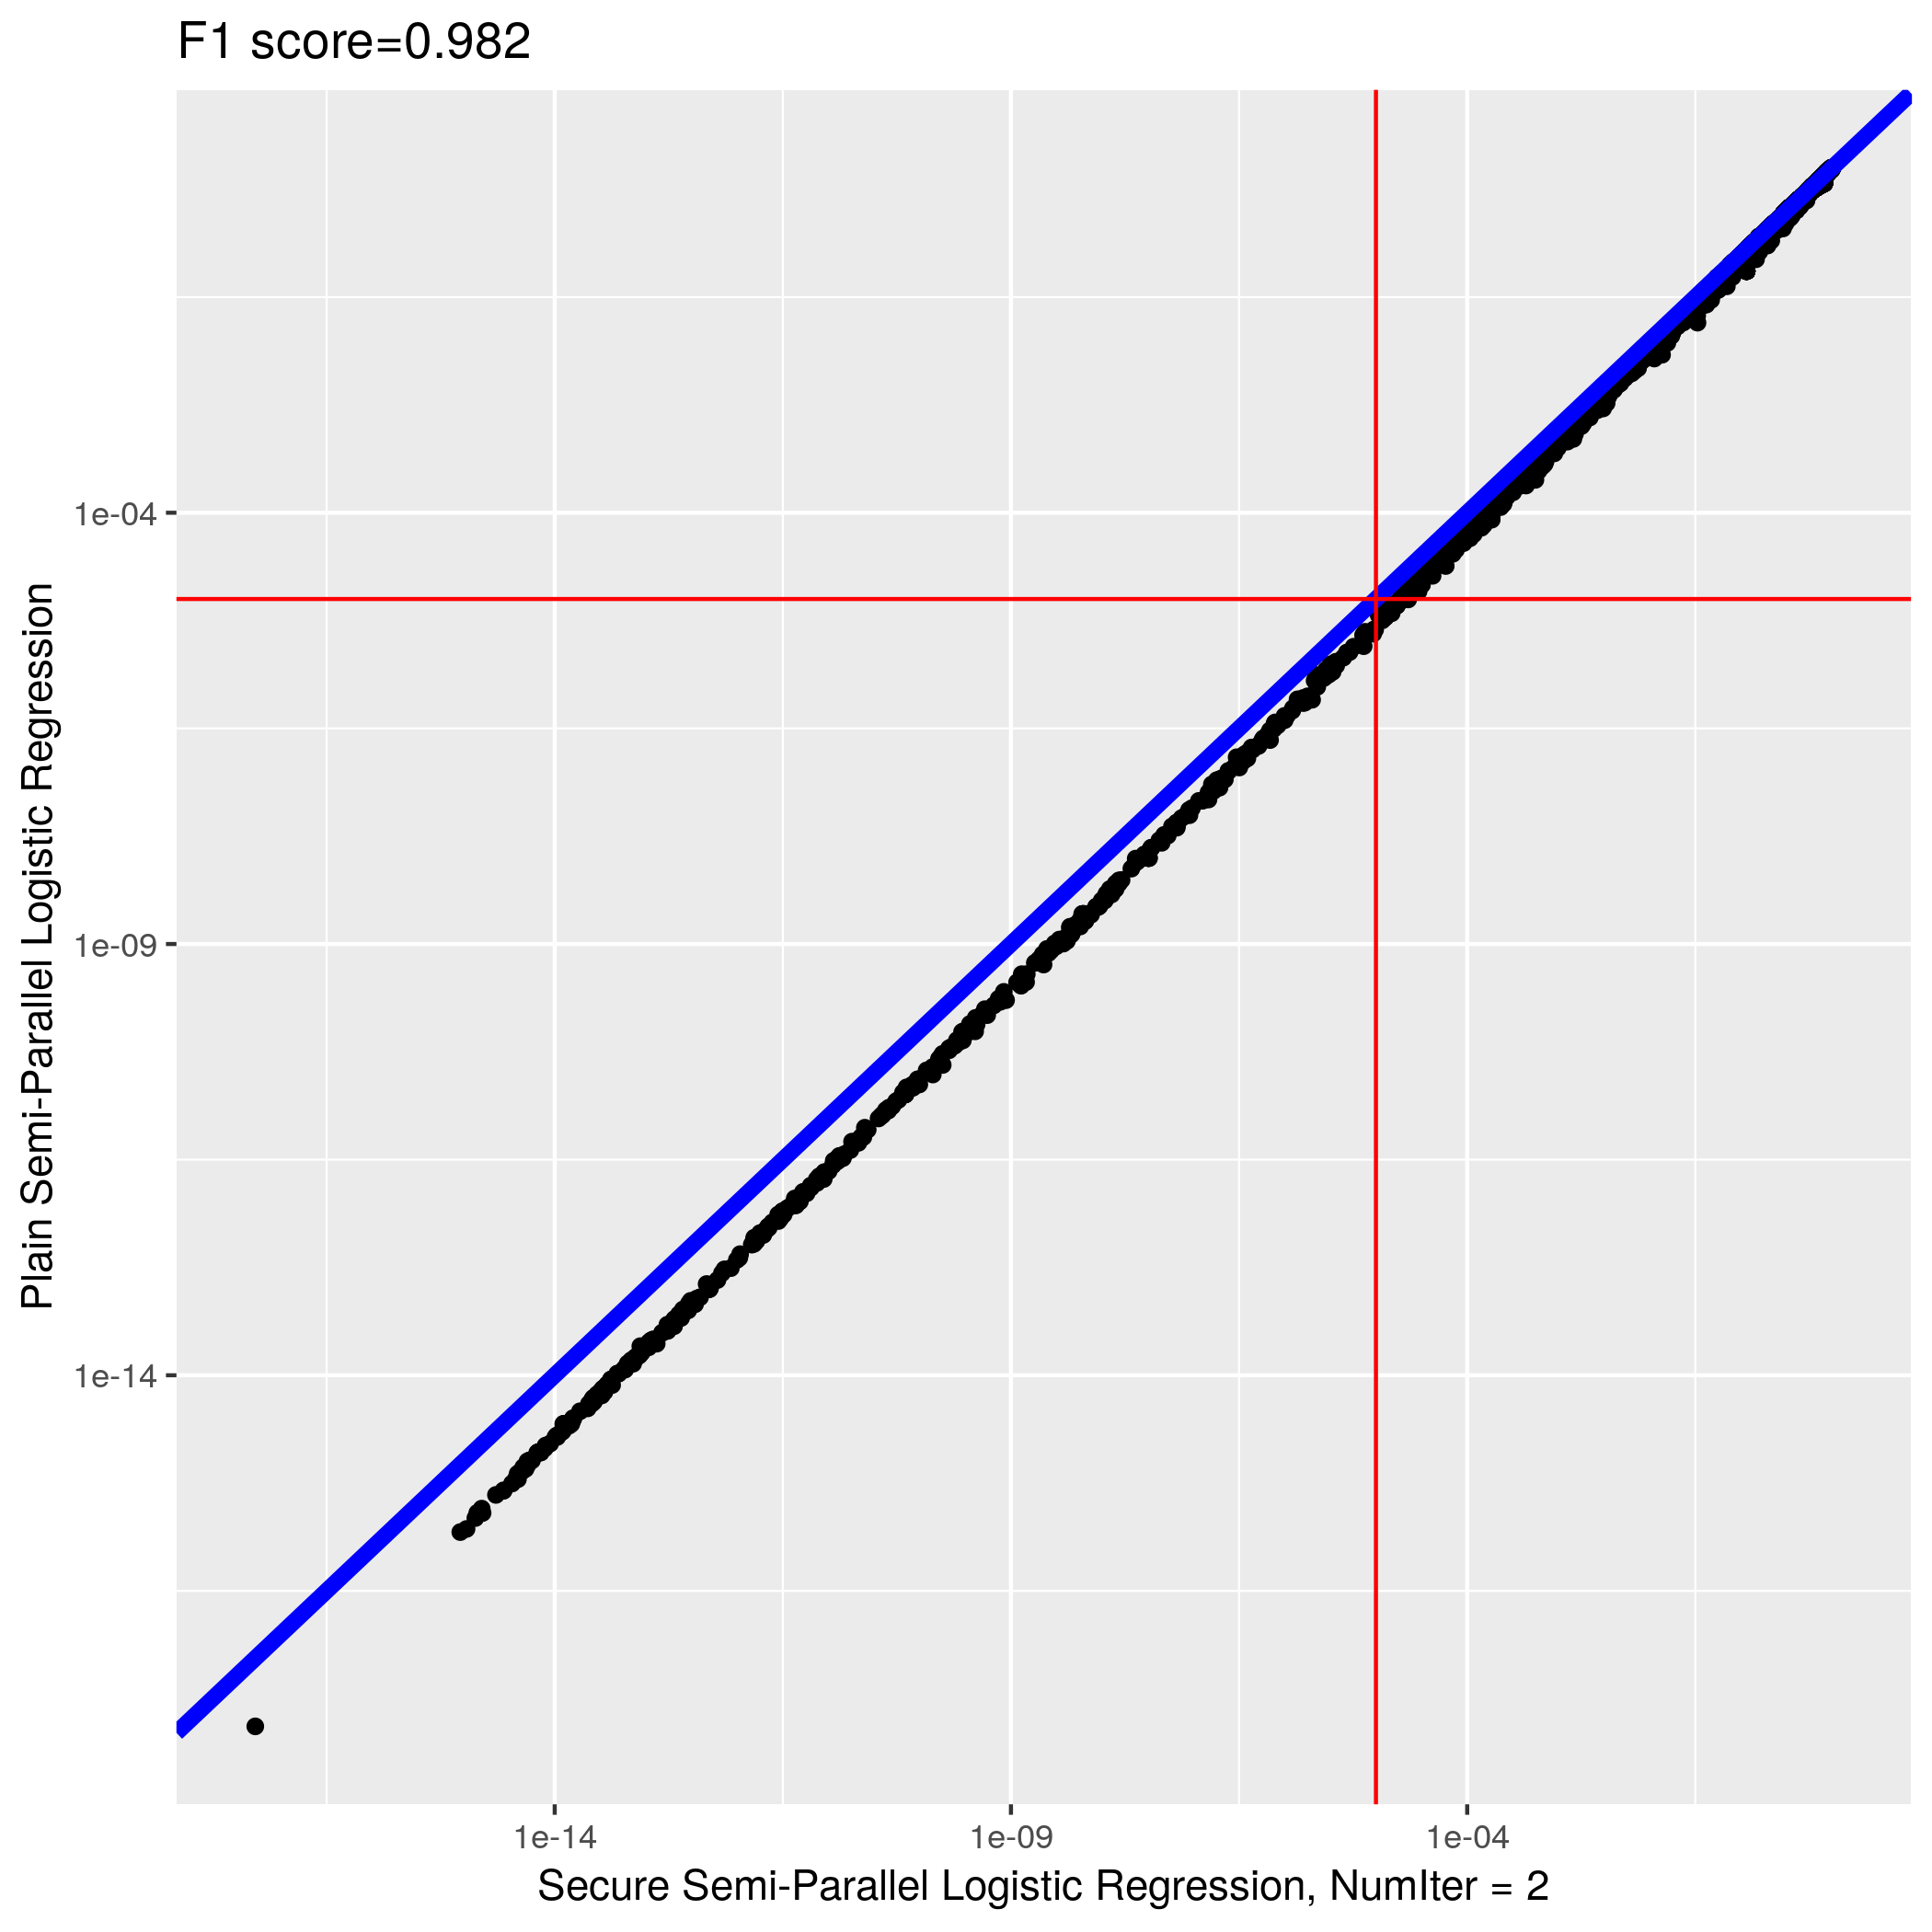 F1 score=0.982
Plain Semi-Parallel Logistic Regression
1e-04
1e-09
1e-14
1e-14
1e-09
1e-04
Secure Semi-Parallel Logistic Regression, NumIter = 2